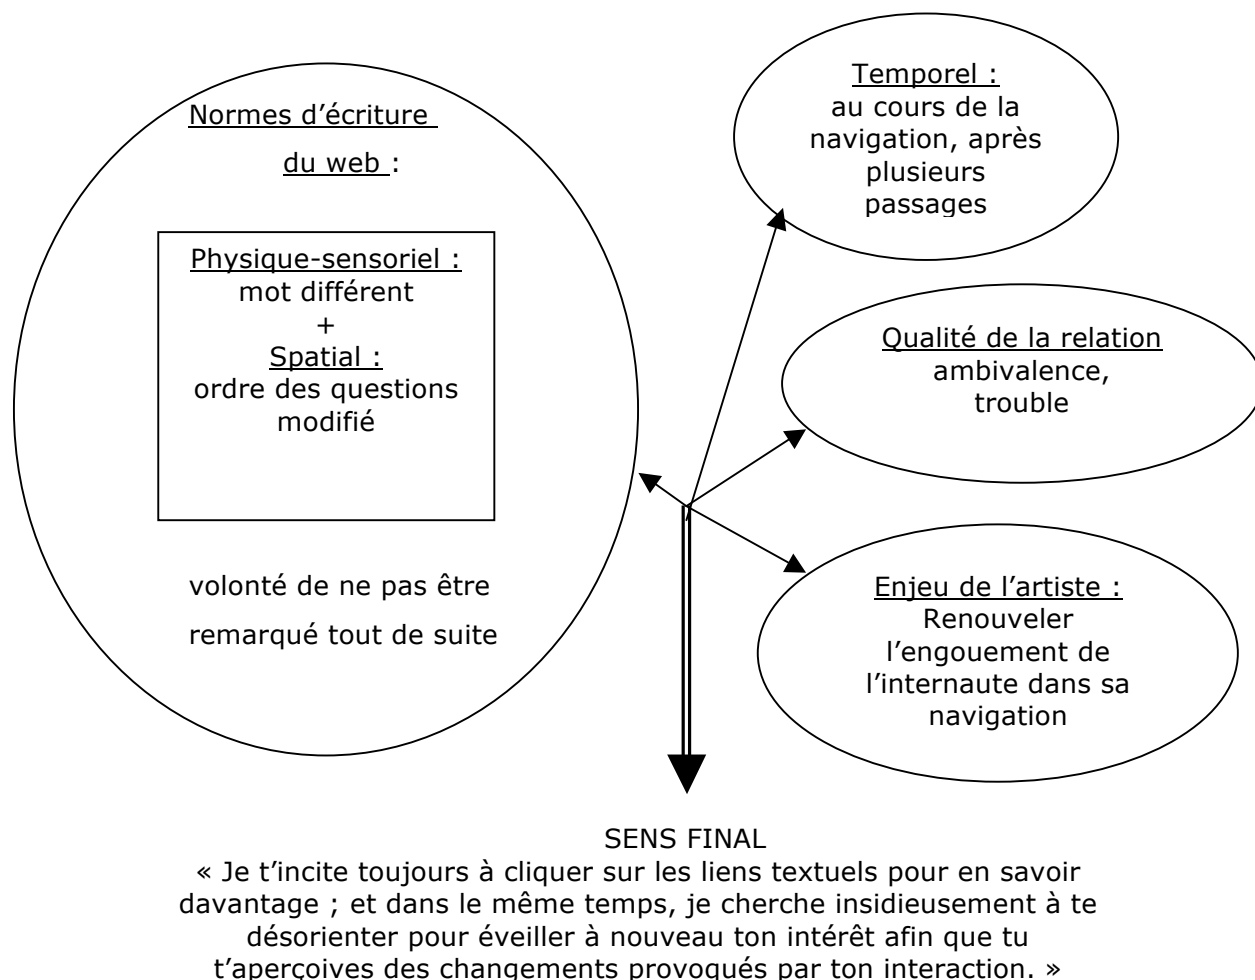 Normes d’écriture
du web :
Physique-sensoriel :
mot différent
+
Spatial :
ordre des questions
modifié
volonté de ne pas être
remarqué tout de suite
Temporel :
au cours de la
navigation, après
plusieurs
passages
Qualité de la relation
ambivalence,
trouble
Enjeu de l’artiste :
Renouveler
l’engouement de
l’internaute dans sa
navigation
SENS FINAL
« Je t’incite toujours à cliquer sur les liens textuels pour en savoir
davantage ; et dans le même temps, je cherche insidieusement à te
désorienter pour éveiller à nouveau ton intérêt afin que tu
t’aperçoives des changements provoqués par ton interaction. »